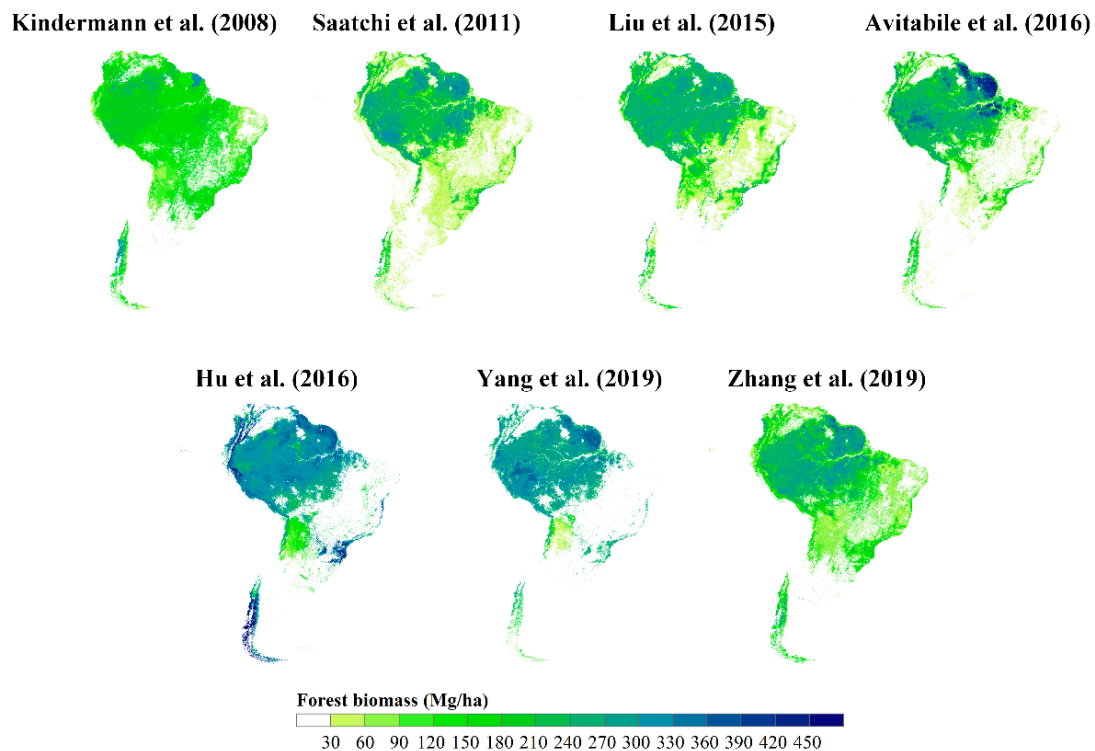 Kindermann et al. (2008) Saatchi et al. (2011) Liu et al. (2015) Avitabile et al. (2016)
Hu et al. (2016) Yang et al. (2019) Zhang et al. (2019)
Forest biomass (Mg/ha)
30 60 90 120 150 180 210 240 270 300 330 360 390 420 450